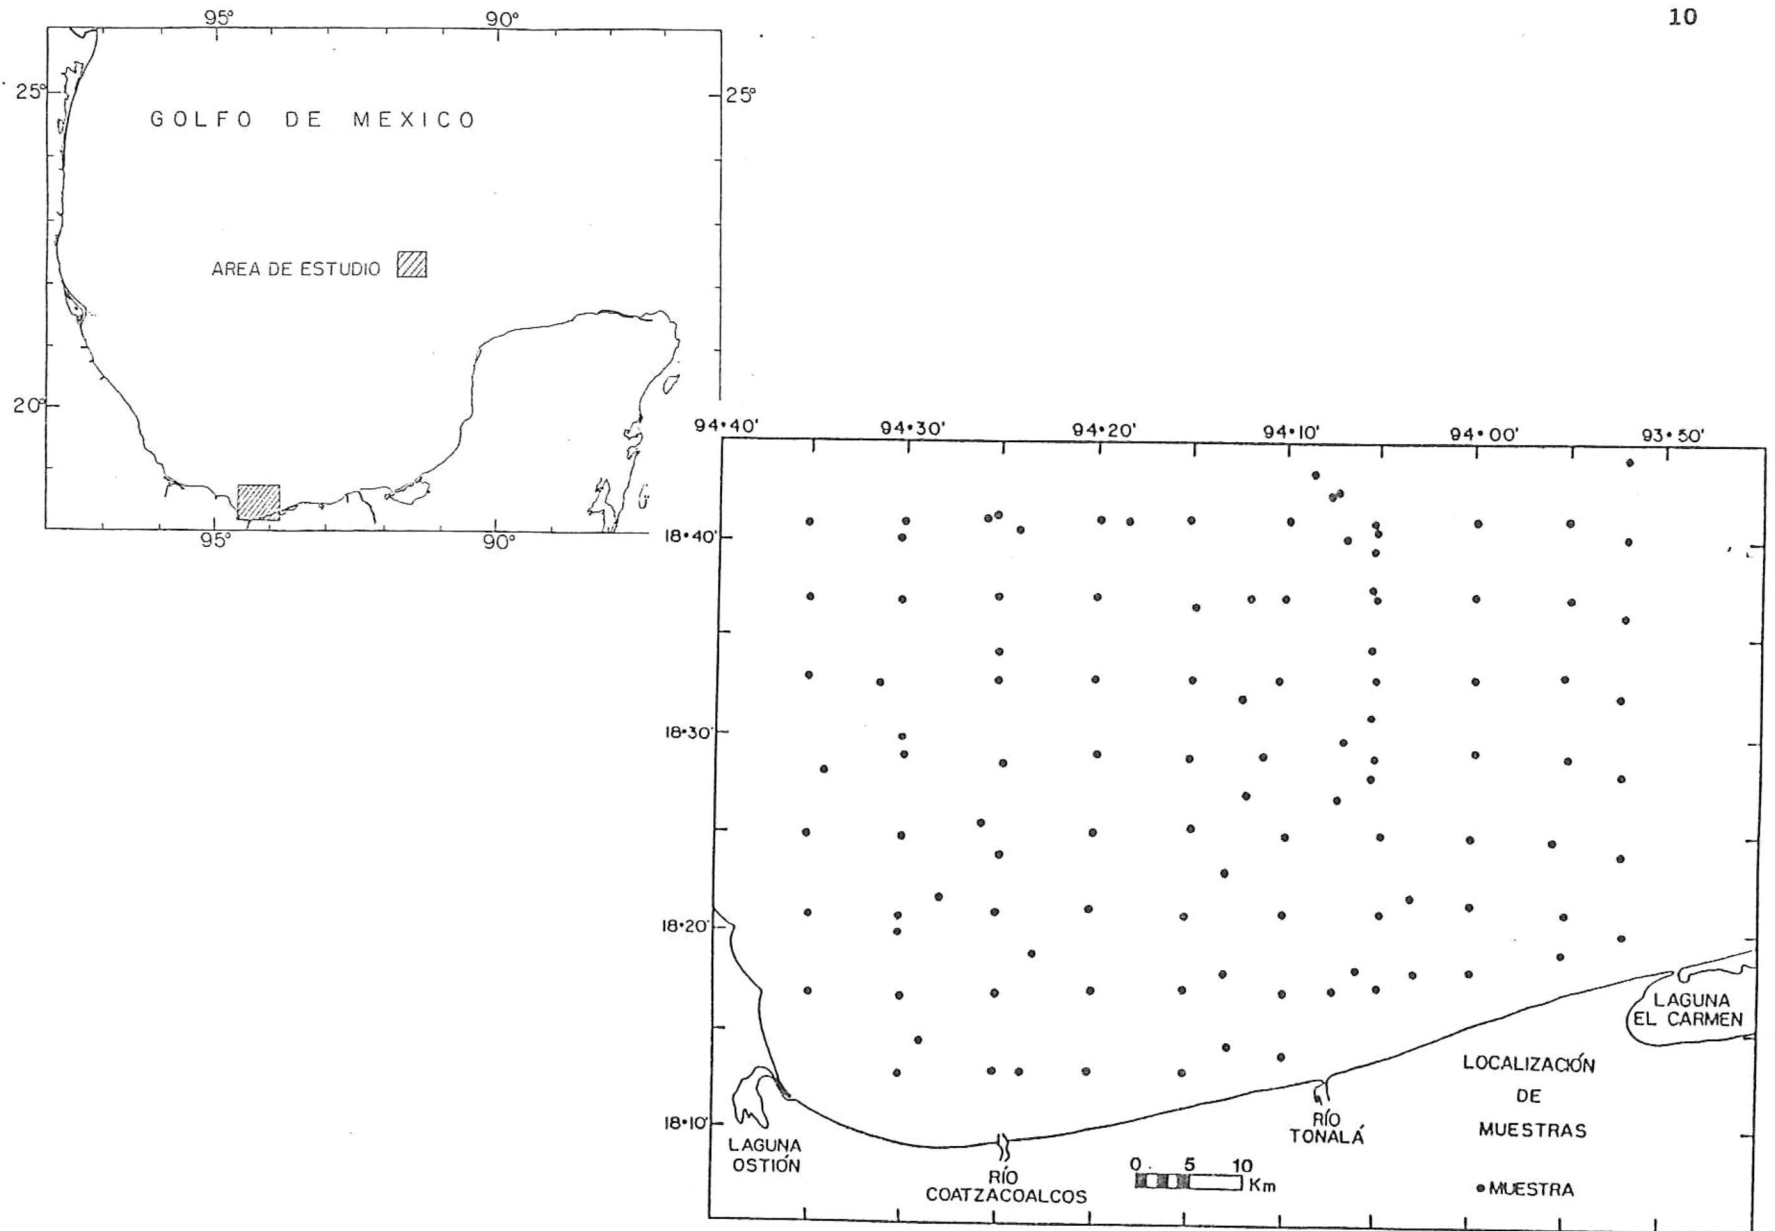 10
95° 90°
25° 25°
GOLFO DE MEXICO
AREA DE ESTUDIO
20°
95° 90°
94•40' 94•30' 94•20' 94•10' 94•00' 93•50'
18•40'
18•30'
18•20'
18•10'
LAGUNA
EL CARMEN
LOCALIZACIÓN
DE
MUESTRAS
MUESTRA
RÍO
TONALÁ
LAGUNA
OSTIÓN
RÍO
COATZACOALCOS
0 5 10
Km